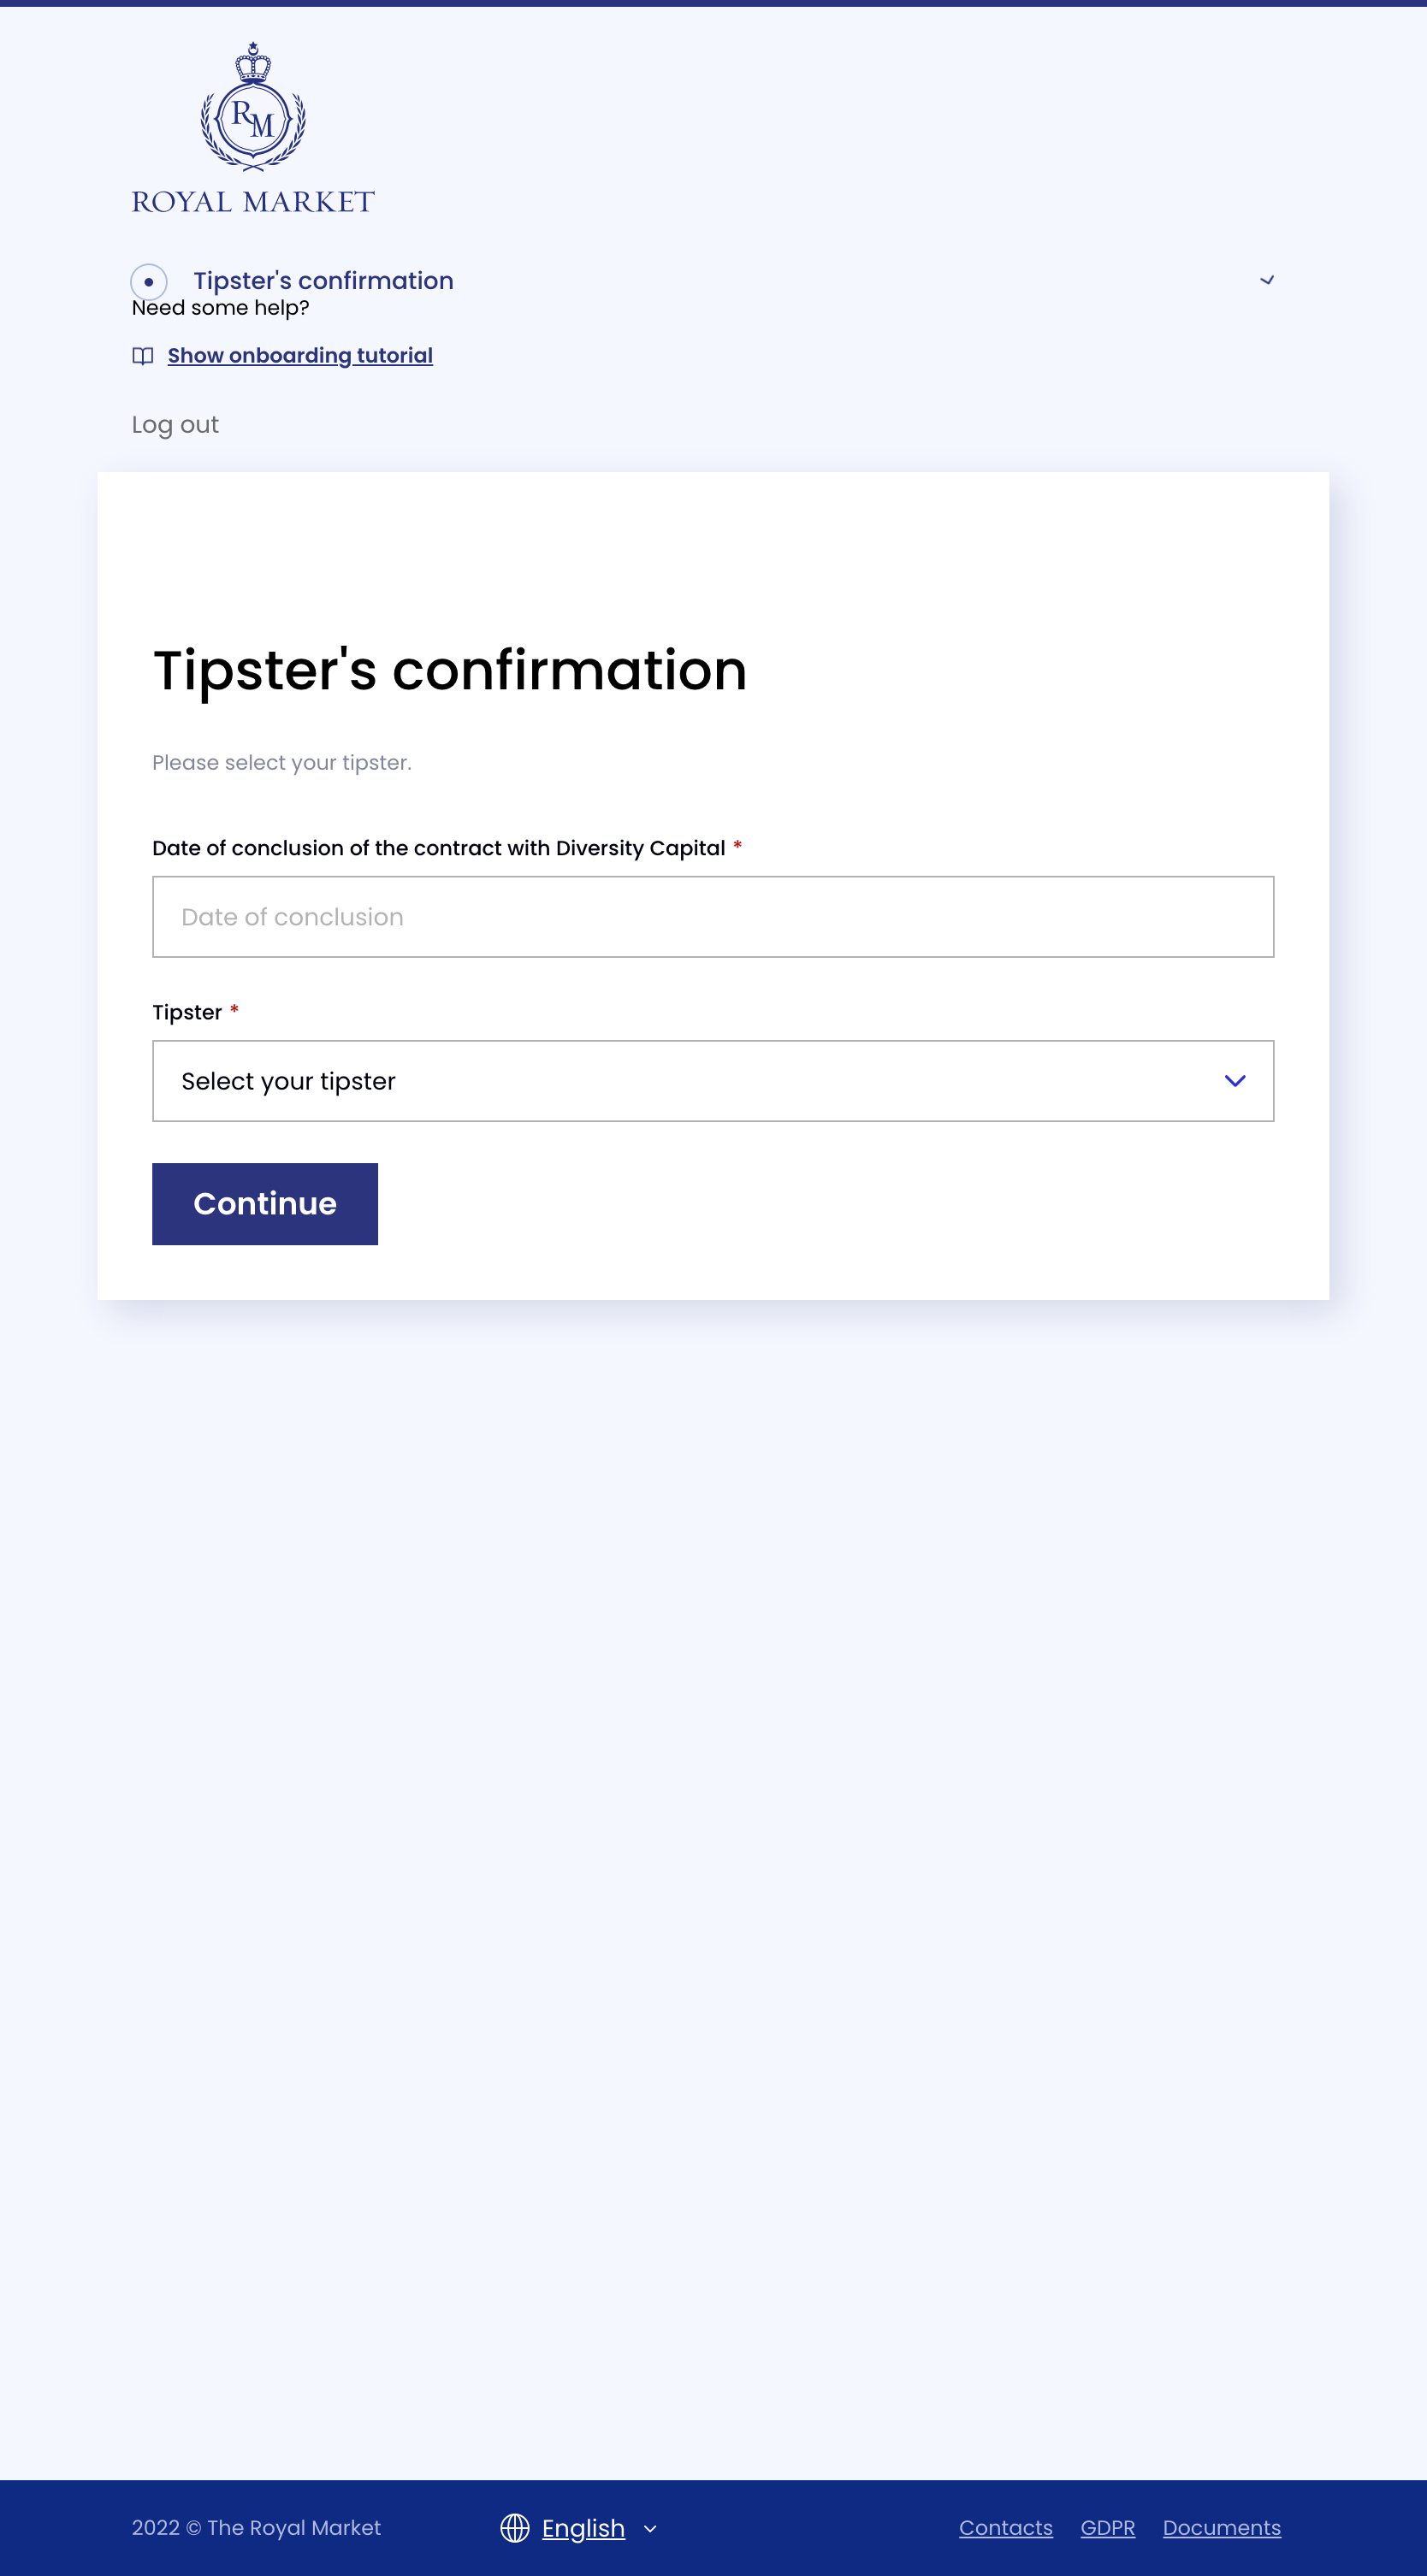 RM
ROYAL MARKET
Tipster's confirmation
Need some help?
Show onboarding tutorial
Log out
Tipster's confirmation
Please select your tipster.
Date of conclusion of the contract with Diversity Capital *
Date of conclusion
Tipster *
Select your tipster
Continue
2022 © The Royal Market English Contacts GDPR Documents